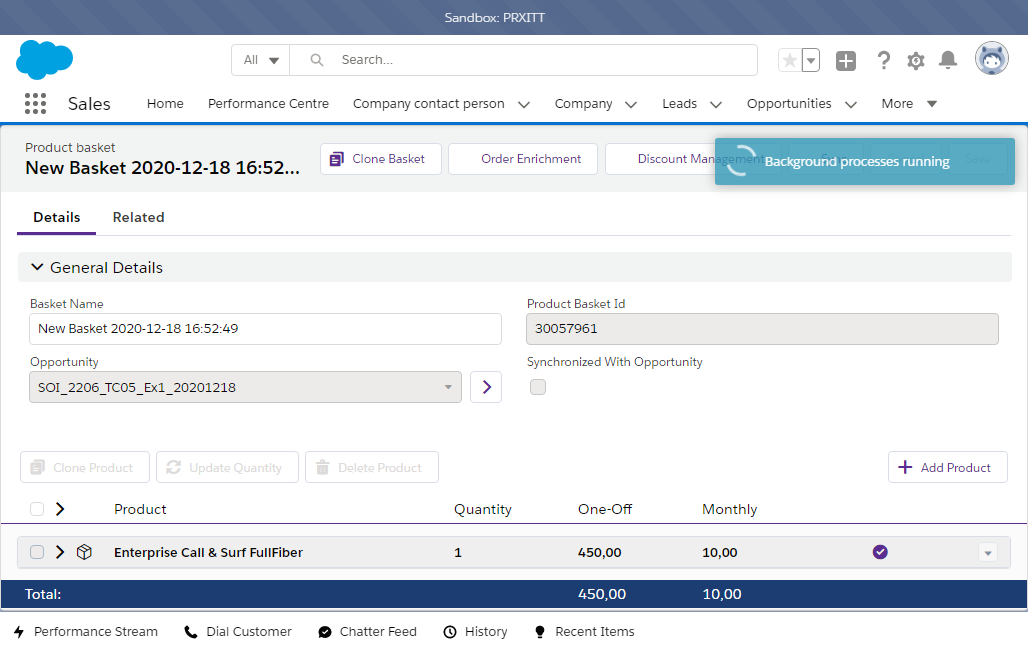 Sandbox: PRXITT
All
Search...
Sales
Home
Performance Centre
Company contact person
Company
Leads
Opportunities
More
Product basket
New Basket 2020-12-18 16:52...
Clone Basket
Order Enrichment
Discount Management
Background processes running
Save
Details
Related
General Details
Basket Name
Product Basket Id
New Basket 2020-12-18 16:52:49
30057961
Opportunity
Synchronized With Opportunity
SOI_2206_TC05_Ex1_20201218
Clone Product
Update Quantity
Delete Product
Add Product
Product Quantity One-Off Monthly
Enterprise Call & Surf FullFiber 1 450,00 10,00
Total: 450,00 10,00
Performance Stream
Dial Customer
Chatter Feed
History
Recent Items